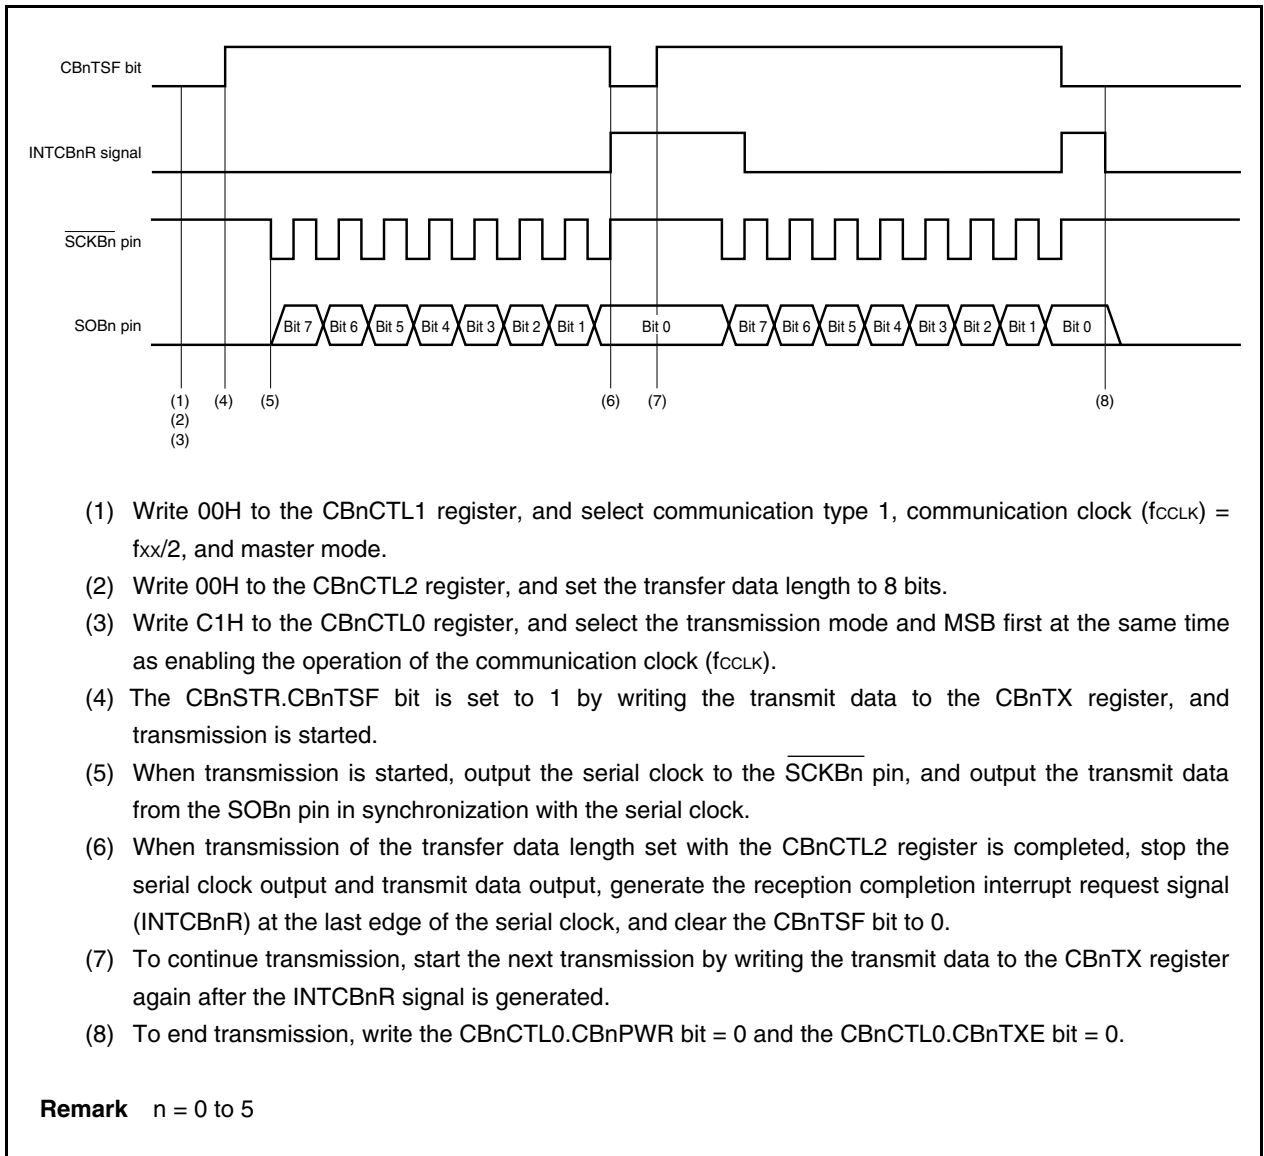 CBnTSF bit
INTCBnR signal
SCKBn pin
SOBn pin
Bit 7 Bit 6 Bit 5 Bit 4 Bit 3 Bit 2 Bit 1 Bit 0 Bit 7 Bit 6 Bit 5 Bit 4 Bit 3 Bit 2 Bit 1 Bit 0
(1) (4) (5) (6) (7) (8)
(2)
(3)
(1) Write 00H to the CBnCTL1 register, and select communication type 1, communication clock (fCCLK) =
fxx/2, and master mode.
(2) Write 00H to the CBnCTL2 register, and set the transfer data length to 8 bits.
(3) Write C1H to the CBnCTL0 register, and select the transmission mode and MSB first at the same time
as enabling the operation of the communication clock (fCCLK).
(4) The CBnSTR.CBnTSF bit is set to 1 by writing the transmit data to the CBnTX register, and
transmission is started.
(5) When transmission is started, output the serial clock to the SCKBn pin, and output the transmit data
from the SOBn pin in synchronization with the serial clock.
(6) When transmission of the transfer data length set with the CBnCTL2 register is completed, stop the
serial clock output and transmit data output, generate the reception completion interrupt request signal
(INTCBnR) at the last edge of the serial clock, and clear the CBnTSF bit to 0.
(7) To continue transmission, start the next transmission by writing the transmit data to the CBnTX register
again after the INTCBnR signal is generated.
(8) To end transmission, write the CBnCTL0.CBnPWR bit = 0 and the CBnCTL0.CBnTXE bit = 0.
Remark n = 0 to 5